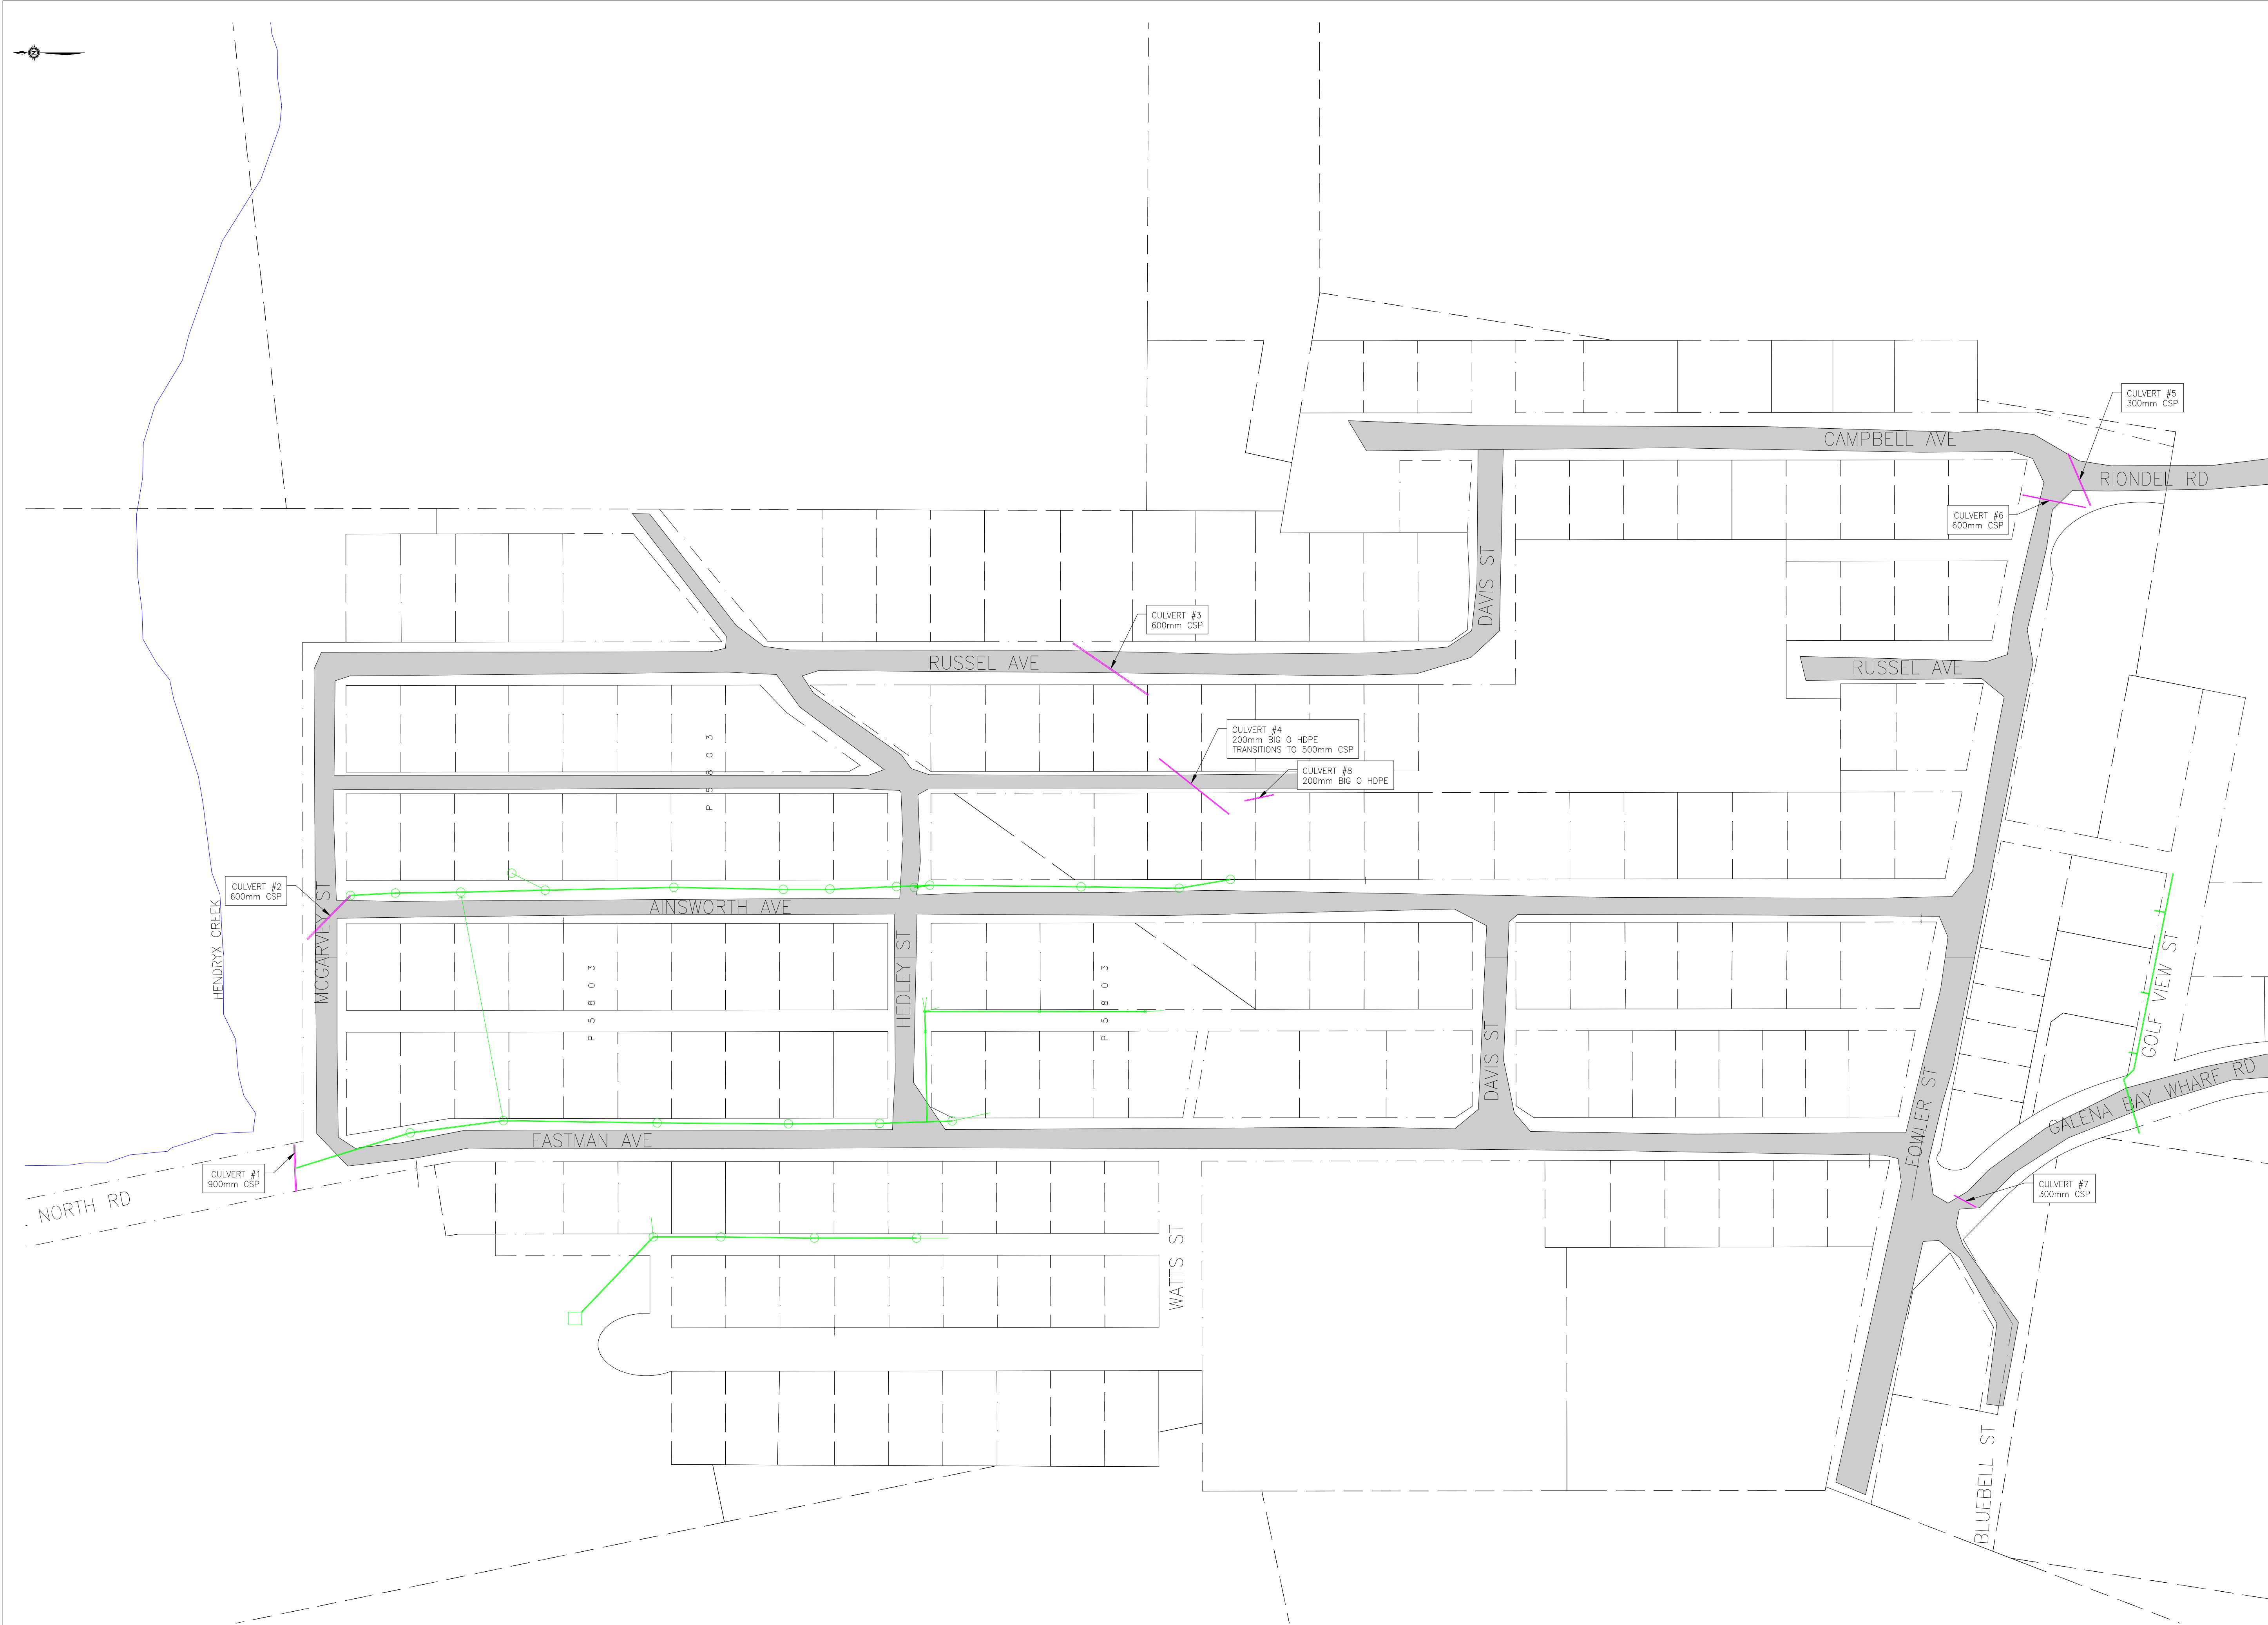 N
CULVERT #5
300mm CSP
CAMPBELL AVE
RIONDEL RD
CULVERT #6
600mm CSP
DAVIS ST
CULVERT #3
600mm CSP
RUSSEL AVE
RUSSEL AVE
CULVERT #4
200mm BIG O HDPE
TRANSITIONS TO 500mm CSP
CULVERT #8
200mm BIG O HDPE
P 5 8 0 3
CULVERT #2
600mm CSP
AINSWORTH AVE
HENDRYX CREEK
MCGARVEY ST
HEDLEY ST
P 5 8 0 3
P 5 8 0 3
DAVIS ST
GOLF VIEW ST
FOWLER ST
GALENA BAY WHARF RD
EASTMAN AVE
CULVERT #1
900mm CSP
NORTH RD
CULVERT #7
300mm CSP
WATTS ST
BLUEBELL ST